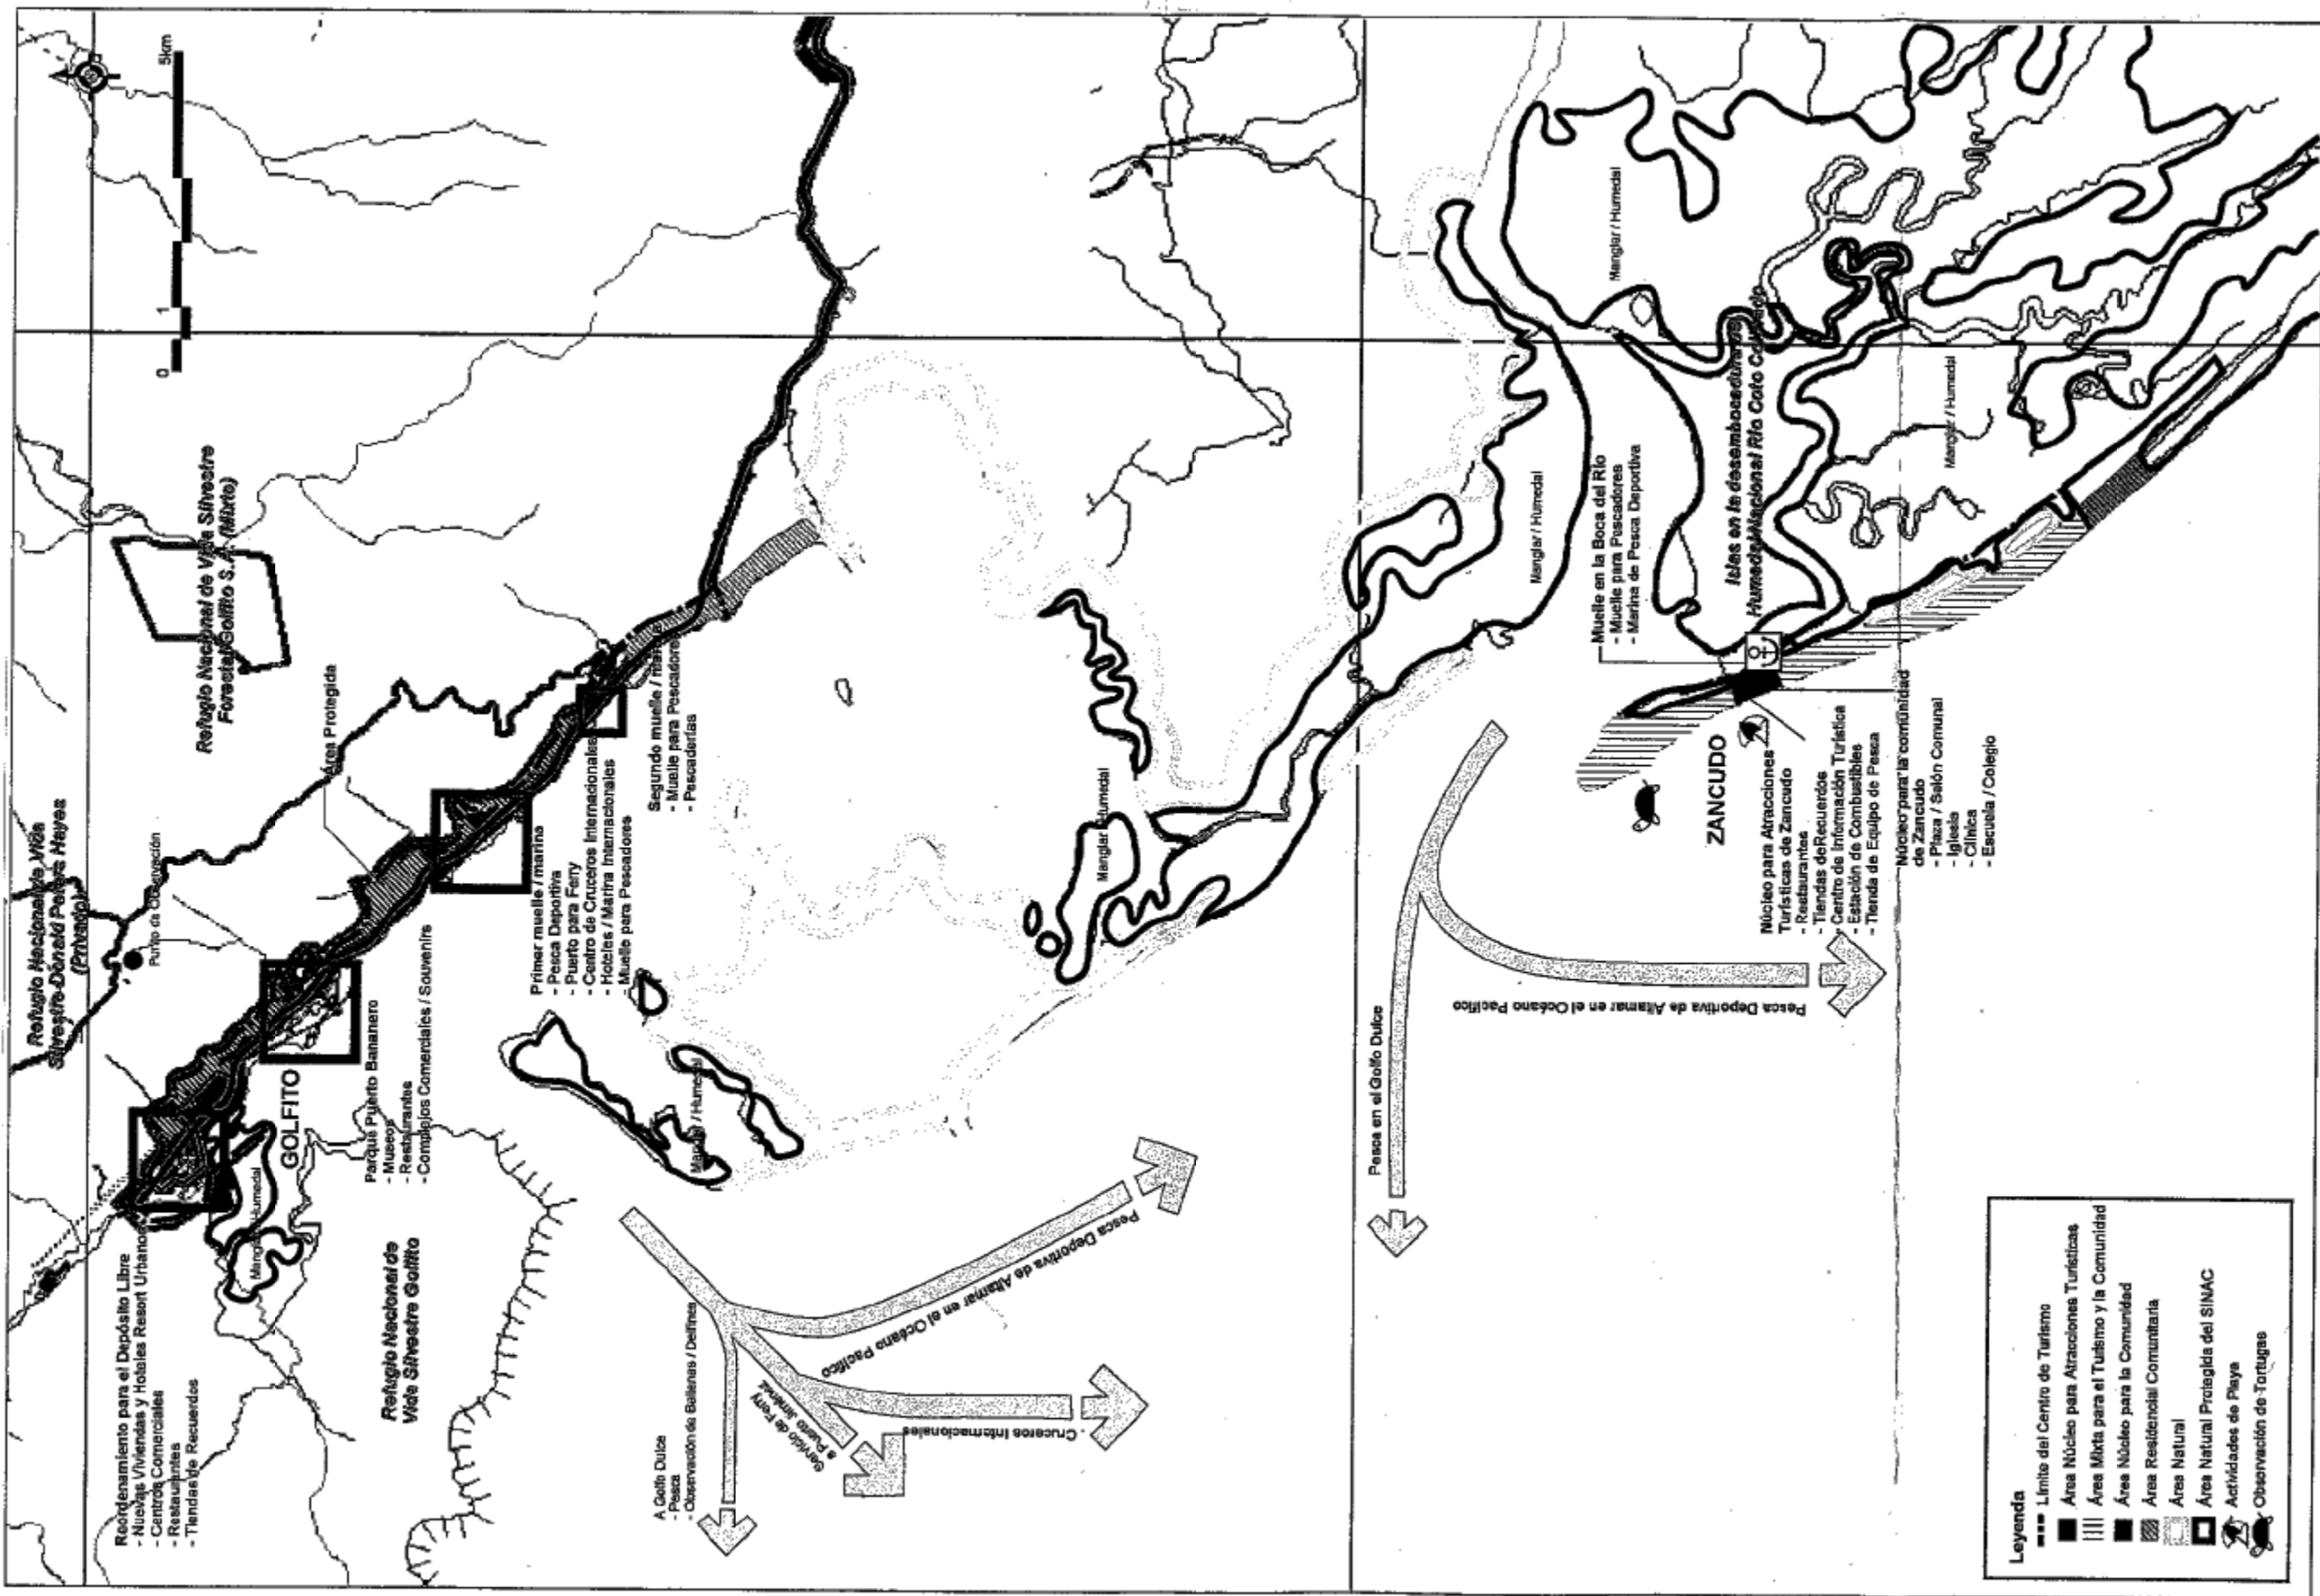 Refugio Nacional de Vida
Silvestre Donald Peters Hayes
(Privado)
Refugio Nacional de Vida Silvestre
Forestal Golfito S.A. (Mixto)
0
1
5km
Punto de Observación
Área Protegida
Reordenamiento para el Depósito Libre
- Nuevas Viviendas y Hoteles Resort Urbanos
- Centros Comerciales
- Restaurantes
- Tiendas de Recuerdos
Manglar / Humedal
GOLFITO
Parque Puerto Bananero
- Museos
- Restaurantes
- Complejos Comerciales / Souvenirs
Primer muelle / marina
- Pesca Deportiva
- Puerto para Ferry
- Centro de Cruceros Internacionales
- Hoteles / Marina Internacionales
- Muelle para Pescadores
Segundo muelle /
- Muelle para Pescadores
- Pescaderías
Refugio Nacional de
Vida Silvestre Golfito
Manglar / Humedal
A Golfo Dulce
- Pesca
- Observación de Ballenas / Delfines
Servicio de Ferry
a Puerto Jiménez
Cruceros Internacionales
Pesca Deportiva de Altamar en el Océano Pacífico
Manglar / Humedal
Pesca en el Golfo Dulce
Pesca Deportiva de Altamar en el Océano Pacífico
Manglar / Humedal
Manglar / Humedal
Muelle en la Boca del Río
- Muelle para Pescadores
- Marina de Pesca Deportiva
Islas en la desembocadura
Humedal Nacional Río Coto Colorado
Manglar / Humedal
ZANCUDO
Núcleo para Atracciones
Turísticas de Zancudo
- Restaurantes
- Tiendas de Recuerdos
- Centro de Información Turística
- Estación de Combustibles
- Tienda de Equipo de Pesca
Núcleo para la comunidad
de Zancudo
- Plaza / Salón Comunal
- Iglesia
- Clínica
- Escuela / Colegio
Leyenda
Límite del Centro de Turismo
Área Núcleo para Atracciones Turísticas
Área Mixta para el Turismo y la Comunidad
Área Núcleo para la Comunidad
Área Residencial Comunitaria
Área Natural
Área Natural Protegida del SINAC
Actividades de Playa
Observación de Tortugas